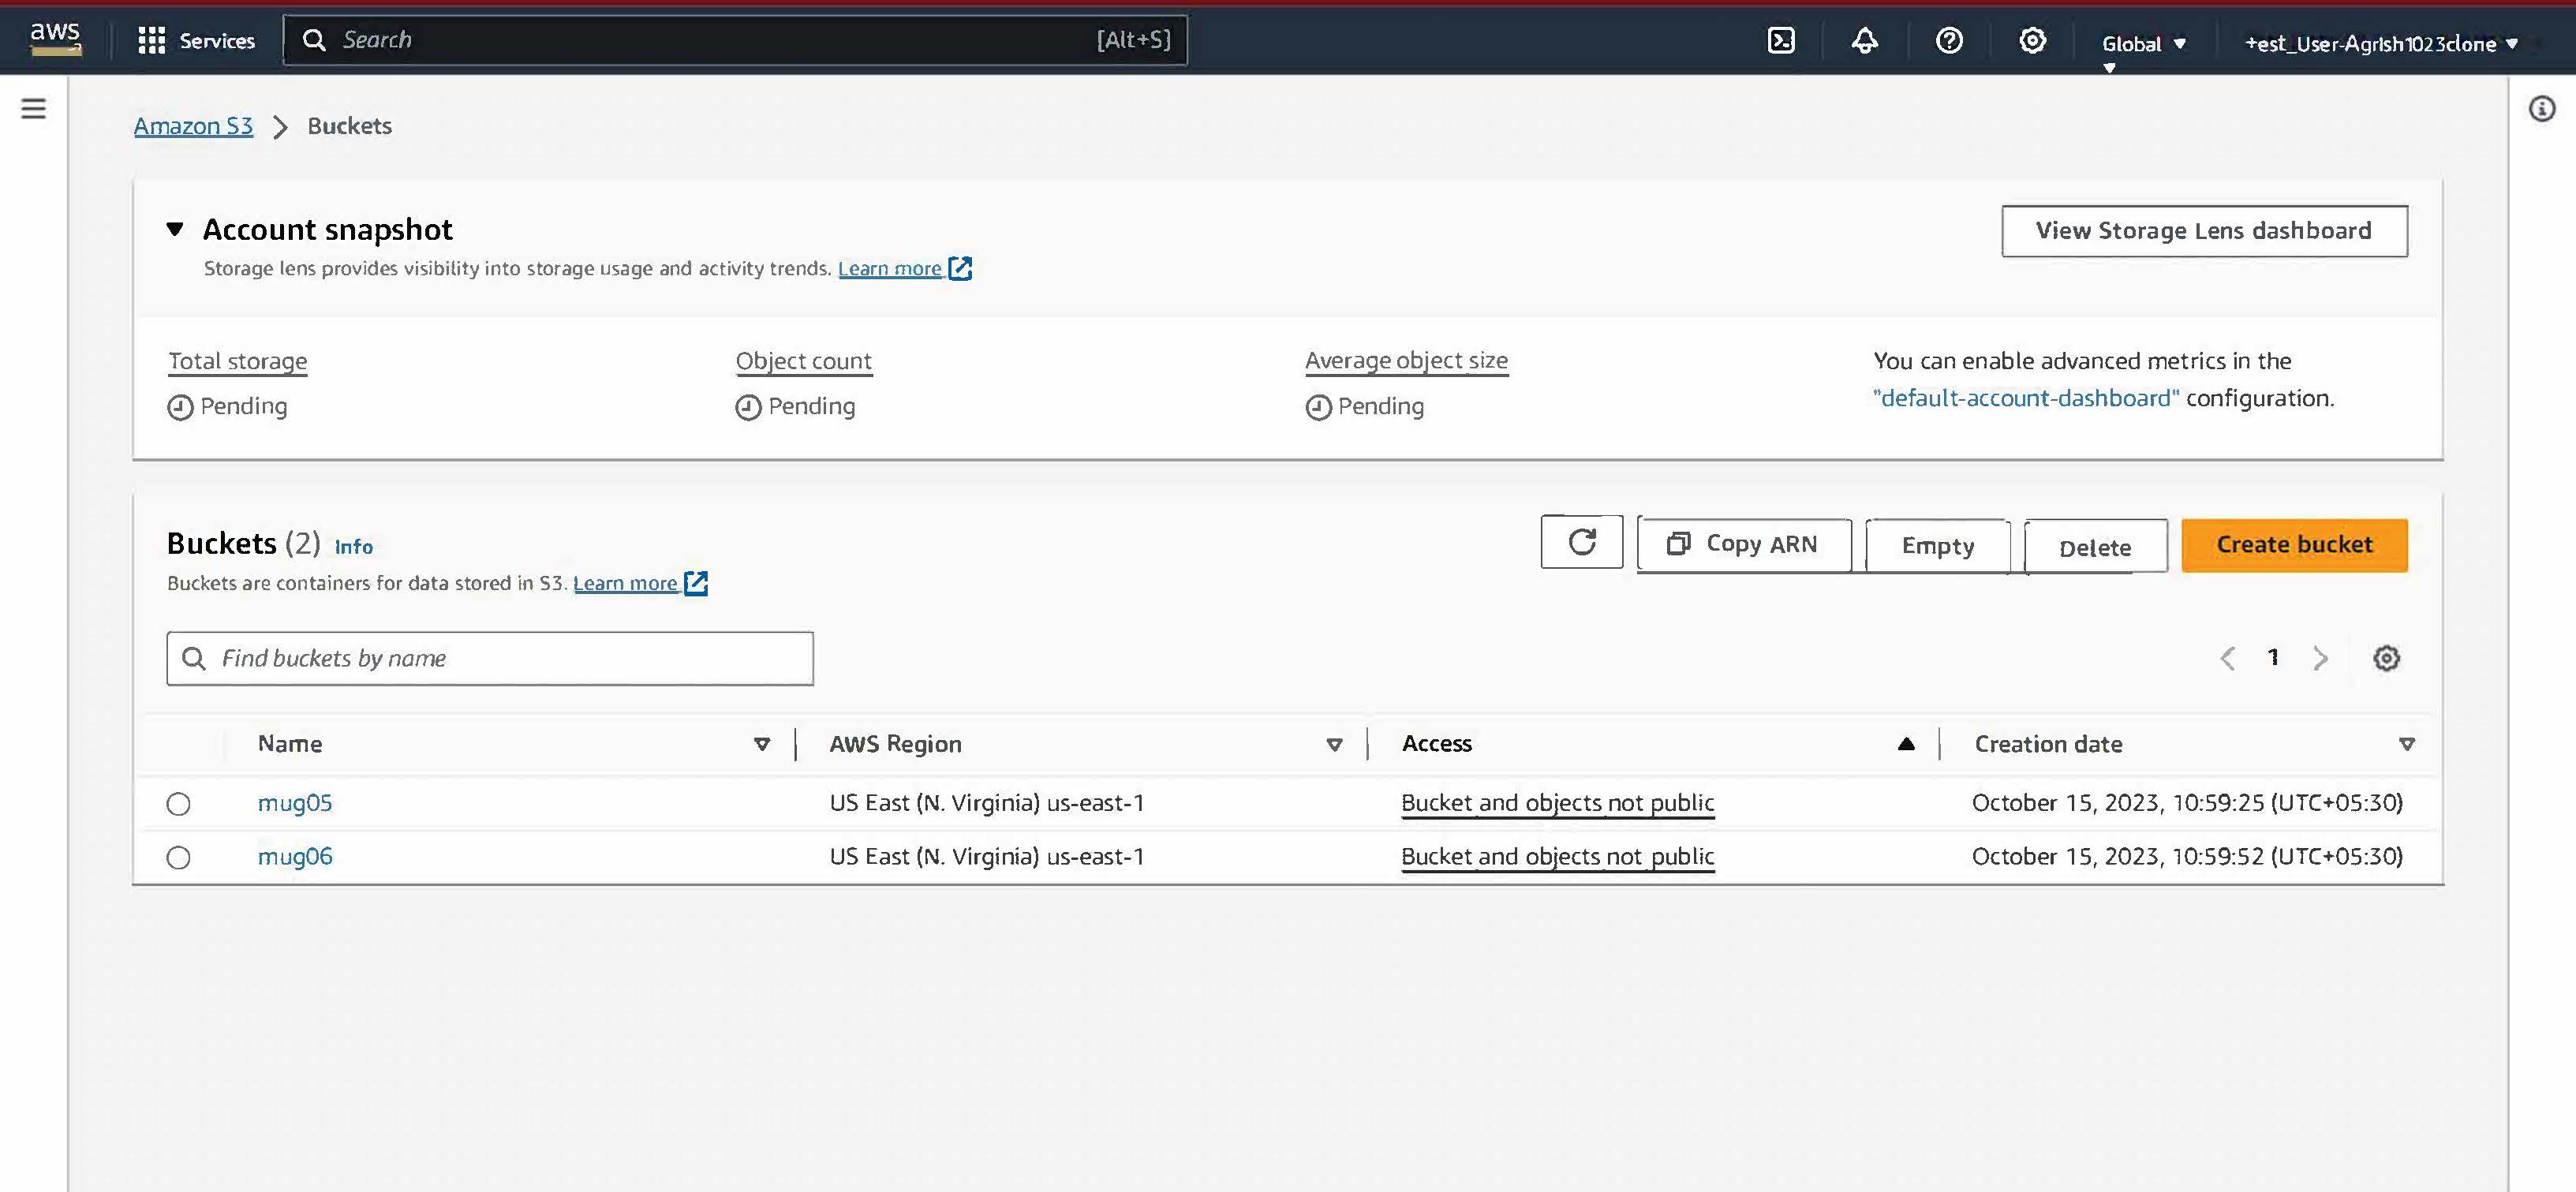 aws Services Search [Alt+S] Global +est_User-Agrish1023clone
Amazon S3 > Buckets
Account snapshot
View Storage Lens dashboard
Storage lens provides visibility into storage usage and activity trends. Learn more
Total storage
Pending
Object count
Pending
Average object size
Pending
You can enable advanced metrics in the
"default-account-dashboard" configuration.
Buckets (2) Info
Copy ARN Empty Delete Create bucket
Buckets are containers for data stored in S3. Learn more
Find buckets by name
1
Name AWS Region Access Creation date
mug05 US East (N. Virginia) us-east-1 Bucket and objects not public October 15, 2023, 10:59:25 (UTC+05:30)
mug06 US East (N. Virginia) us-east-1 Bucket and objects not public October 15, 2023, 10:59:52 (UTC+05:30)